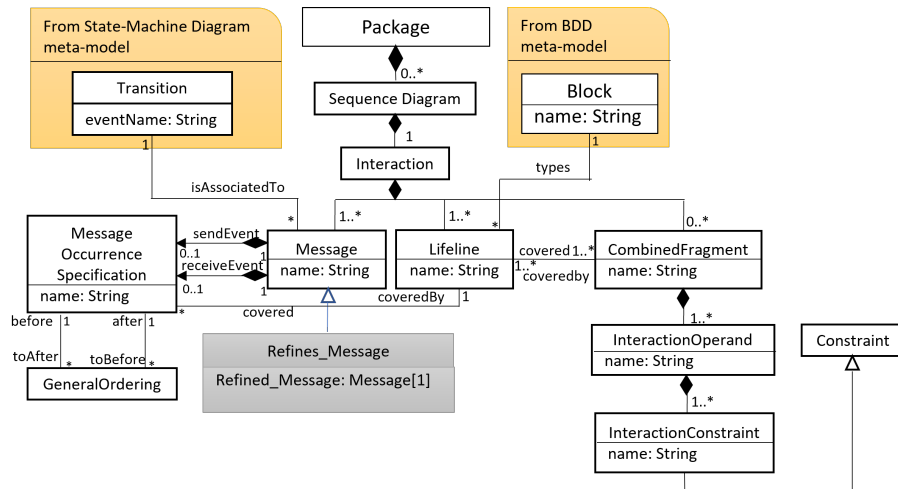 From State-Machine Diagram
meta-model
Transition
eventName: String
1
Package
0..*
Sequence Diagram
1
Interaction
From BDD
meta-model
Block
name: String
1
types
isAssociatedTo
*
1..*
1..*
*
0..*
Message
Occurrence
Specification
name: String
sendEvent
0..1
1
receiveEvent
0..1
1
Message
name: String
Lifeline
name: String
covered 1..*
1..*
coveredby
CombinedFragment
name: String
*
covered
coveredBy
1
before
1
after
1
toAfter
*
toBefore
*
GeneralOrdering
Refines_Message
Refined_Message: Message[1]
1..*
InteractionOperand
name: String
1..*
InteractionConstraint
name: String
Constraint